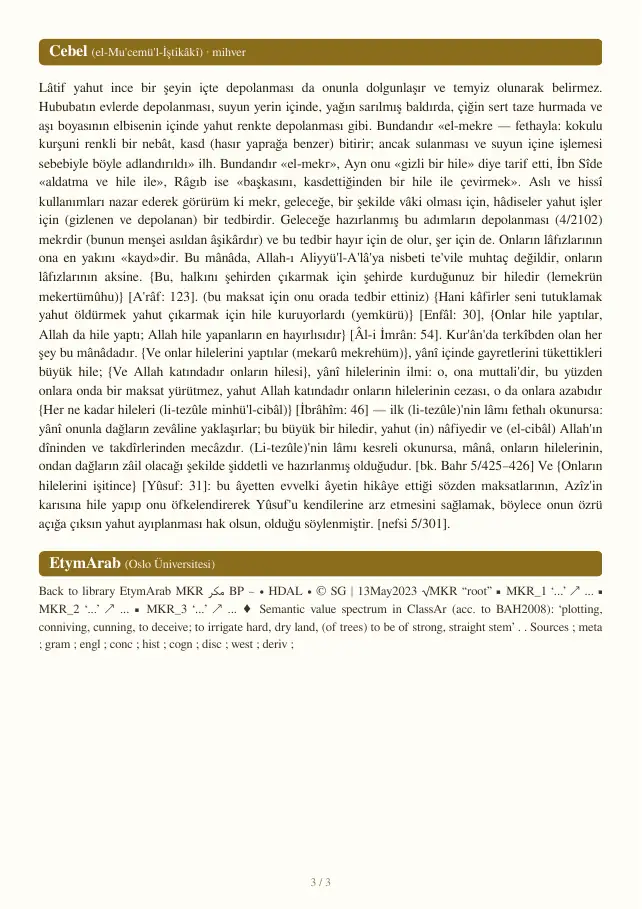 Cebel (el-Mu'cemü'l-İştikâkî) · mihver
Lâtif yahut ince bir şeyin içte depolanması da onunla dolgunlaşır ve temyiz olunarak belirmez.
Hububatın evlerde depolanması, suyun yerin içinde, yağın sarılmış baldırda, çiğin sert taze hurmada ve
aşı boyasının elbisenin içinde yahut renkte depolanması gibi. Bundandır «el-mekre — fethayla: kokulu
kurşuni renkli bir nebât, kasd (hasır yaprağa benzer) bitirir; ancak sulanması ve suyun içine işlemesi
sebebiyle böyle adlandırıldı» ilh. Bundandır «el-mekr», Ayn onu «gizli bir hile» diye tarif etti, İbn Sîde
«aldatma ve hile ile», Râgıb ise «başkasını, kasdettiğinden bir hile ile çevirmek». Aslı ve hissî
kullanımları nazar ederek görürüm ki mekr, geleceğe, bir şekilde vâki olması için, hâdiseler yahut işler
için (gizlenen ve depolanan) bir tedbirdir. Geleceğe hazırlanmış bu adımların depolanması (4/2102)
mekrdir (bunun menşei asıldan âşikârdır) ve bu tedbir hayır için de olur, şer için de. Onların lâfızlarının
ona en yakını «kayd»dir. Bu mânâda, Allah-ı Aliyyü'l-A'lâ'ya nisbeti te'vile muhtaç değildir, onların
lâfızlarının aksine. {Bu, halkını şehirden çıkarmak için şehirde kurduğunuz bir hiledir (lemekrün
mekertümûhu)} [A'râf: 123]. (bu maksat için onu orada tedbir ettiniz) {Hani kâfirler seni tutuklamak
yahut öldürmek yahut çıkarmak için hile kuruyorlardı (yemkürü)} [Enfâl: 30], {Onlar hile yaptılar,
Allah da hile yaptı; Allah hile yapanların en hayırlısıdır} [Âl-i İmrân: 54]. Kur'ân'da terkîbden olan her
şey bu mânâdadır. {Ve onlar hilelerini yaptılar (mekarû mekrehüm)}, yânî içinde gayretlerini tükettikleri
büyük hile; {Ve Allah katındadır onların hilesi}, yânî hilelerinin ilmi: o, ona muttali'dir, bu yüzden
onlara onda bir maksat yürütmez, yahut Allah katındadır onların hilelerinin cezası, o da onlara azabıdır
{Her ne kadar hileleri (li-tezûle minhü'l-cibâl)} [İbrâhîm: 46] — ilk (li-tezûle)'nin lâmı fethalı okunursa:
yânî onunla dağların zevâline yaklaşırlar; bu büyük bir hiledir, yahut (in) nâfiyedir ve (el-cibâl) Allah'ın
dîninden ve takdîrlerinden mecâzdır. (Li-tezûle)'nin lâmı kesreli okunursa, mânâ, onların hilelerinin,
ondan dağların zâil olacağı şekilde şiddetli ve hazırlanmış olduğudur. [bk. Bahr 5/425–426] Ve {Onların
hilelerini işitince} [Yûsuf: 31]: bu âyetten evvelki âyetin hikâye ettiği sözden maksatlarının, Azîz'in
karısına hile yapıp onu öfkelendirerek Yûsuf'u kendilerine arz etmesini sağlamak, böylece onun özrü
açığa çıksın yahut ayıplanması hak olsun, olduğu söylenmiştir. [nefsi 5/301].
EtymArab (Oslo Üniversitesi)
Back to library EtymArab MKR مكر BP – • HDAL • © SG | 13May2023 √MKR “root” ▪ MKR_1 ‘...’ ↗ ... ▪
MKR_2 ‘...’ ↗ ... ▪ MKR_3 ‘...’ ↗ ... ♦ Semantic value spectrum in ClassAr (acc. to BAH2008): ‘plotting,
conniving, cunning, to deceive; to irrigate hard, dry land, (of trees) to be of strong, straight stem’ . . Sources ; meta
; gram ; engl ; conc ; hist ; cogn ; disc ; west ; deriv ;
3 / 3